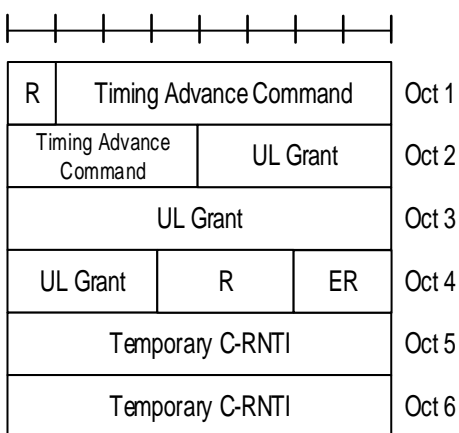 R Timing Advance Command Oct 1
Timing Advance
Command UL Grant Oct 2
UL Grant Oct 3
UL Grant R ER Oct 4
Temporary C-RNTI Oct 5
Temporary C-RNTI Oct 6